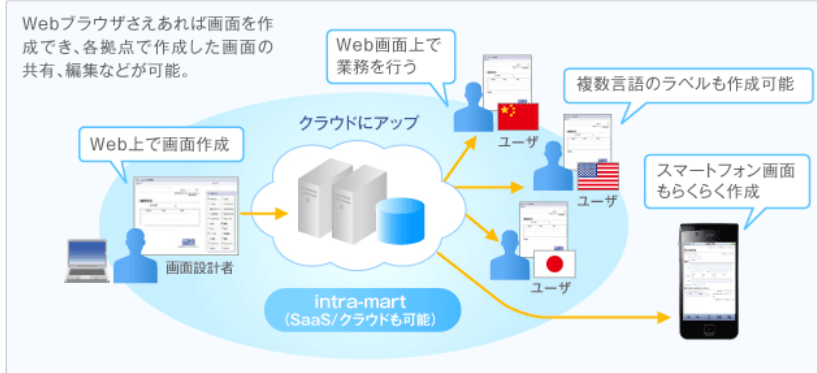 Webブラウザさえあれば画面を作
成でき、各拠点で作成した画面の
共有、編集などが可能。
Web画面上で
業務を行う
複数言語のラベルも作成可能
クラウドにアップ
ユーザ
Web上で画面作成
スマートフォン画面
もらくらく作成
ユーザ
画面設計者
ユーザ
intra-mart
(SaaS/クラウドも可能)